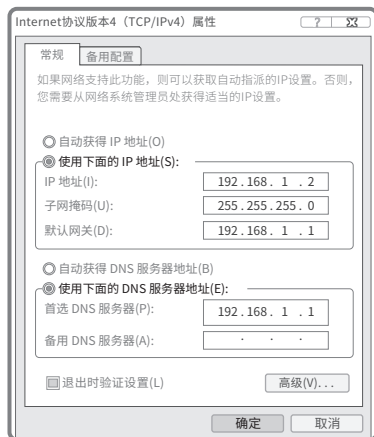 Internet协议版本4（TCP/IPv4）属性
?
常规
备用配置
如果网络支持此功能，则可以获取自动指派的IP设置。否则，
您需要从网络系统管理员处获得适当的IP设置。
自动获得 IP 地址(O)
使用下面的 IP 地址(S):
IP 地址(I): 192.168. 1 . 2
子网掩码(U): 255.255.255. 0
默认网关(D): 192.168. 1 . 1
自动获得 DNS 服务器地址(B)
使用下面的 DNS 服务器地址(E):
首选 DNS 服务器(P): 192.168. 1 . 1
备用 DNS 服务器(A): . . .
退出时验证设置(L) 高级(V)...
确定 取消